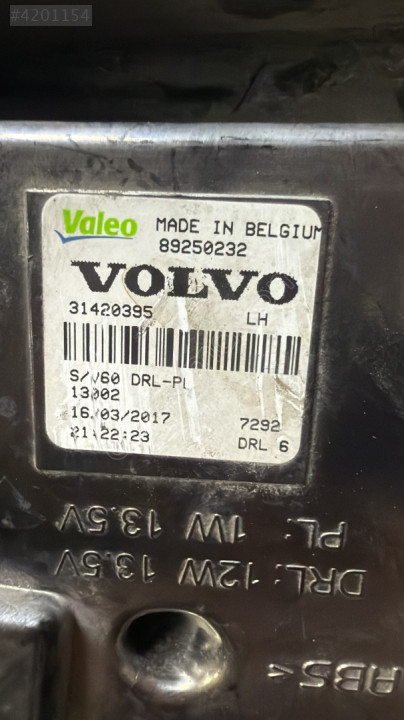 #4201154
Valeo MADE IN BELGIUM
89250232
VOLVO
31420395 LH
S/V60 DRL-PL
13002
16/03/2017 7292
21:22:23 DRL 6
PL: 1W 13.5V
DRL: 12W 13.5V
ABS<